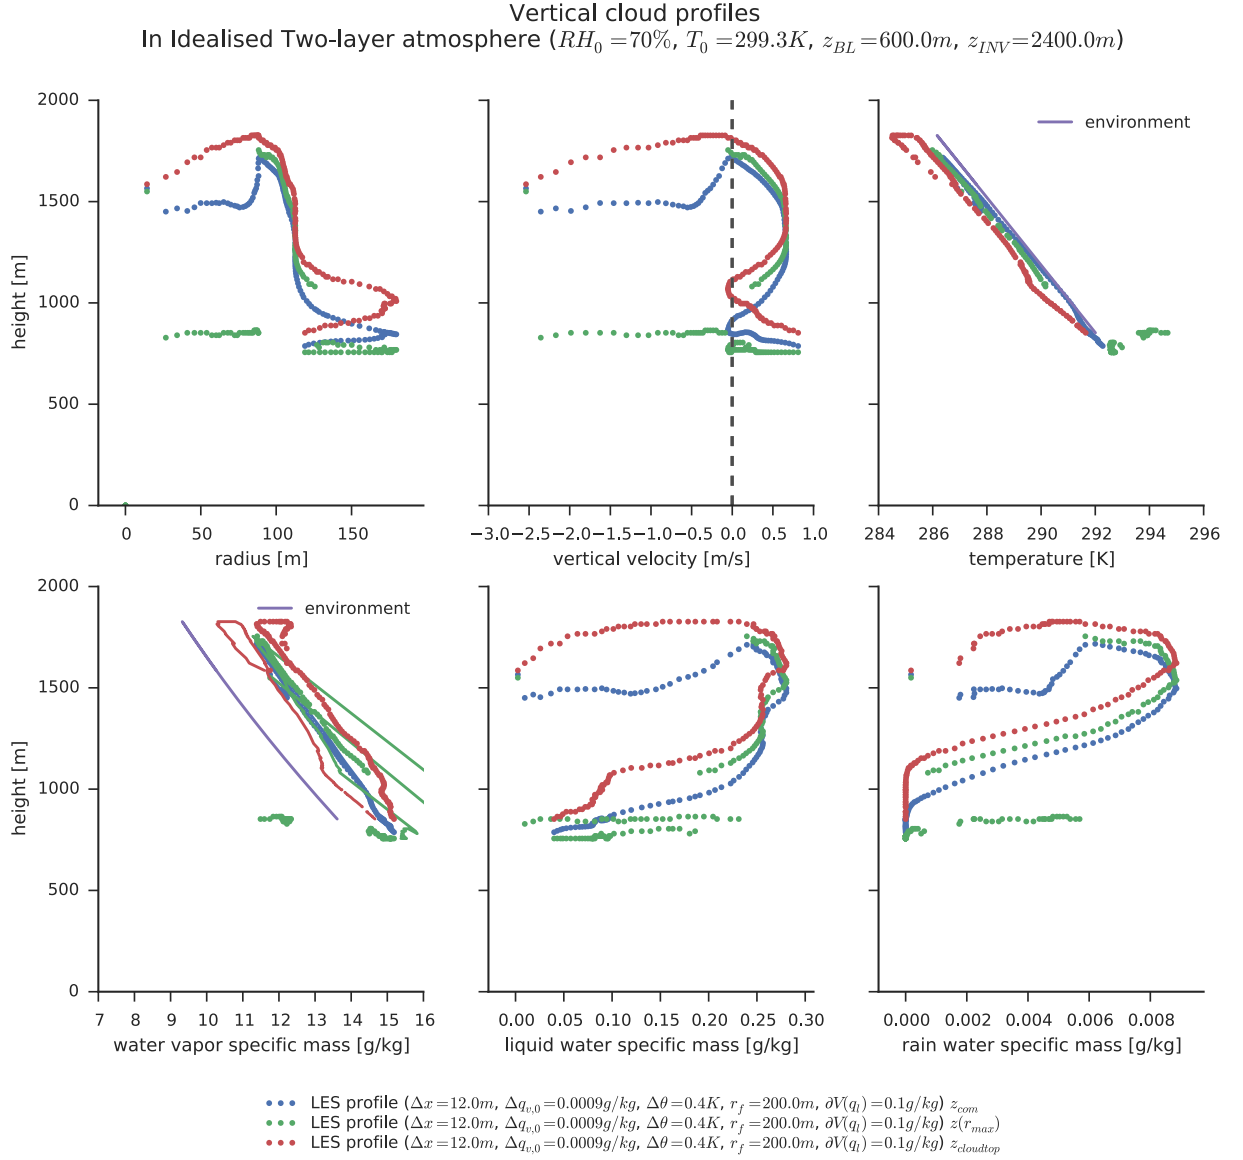 Vertical cloud profiles
In Idealised Two-layer atmosphere (RH₀ =70%, T₀ =299.3K, z_BL=600.0m, z_INV=2400.0m)
2000
1500
1000
500
0
height [m]
0 50 100 150
radius [m]
−3.0−2.5−2.0−1.5−1.0−0.5 0.0 0.5 1.0
vertical velocity [m/s]
environment
284 286 288 290 292 294 296
temperature [K]
2000
1500
1000
500
0
height [m]
environment
7 8 9 10 11 12 13 14 15 16
water vapor specific mass [g/kg]
0.00 0.05 0.10 0.15 0.20 0.25 0.30
liquid water specific mass [g/kg]
0.000 0.002 0.004 0.006 0.008
rain water specific mass [g/kg]
LES profile (Δx=12.0m, Δq_{v,0}=0.0009g/kg, Δθ=0.4K, r_f =200.0m, ∂V(q_l)=0.1g/kg) z_com
LES profile (Δx=12.0m, Δq_{v,0}=0.0009g/kg, Δθ=0.4K, r_f =200.0m, ∂V(q_l)=0.1g/kg) z(r_max)
LES profile (Δx=12.0m, Δq_{v,0}=0.0009g/kg, Δθ=0.4K, r_f =200.0m, ∂V(q_l)=0.1g/kg) z_cloudtop